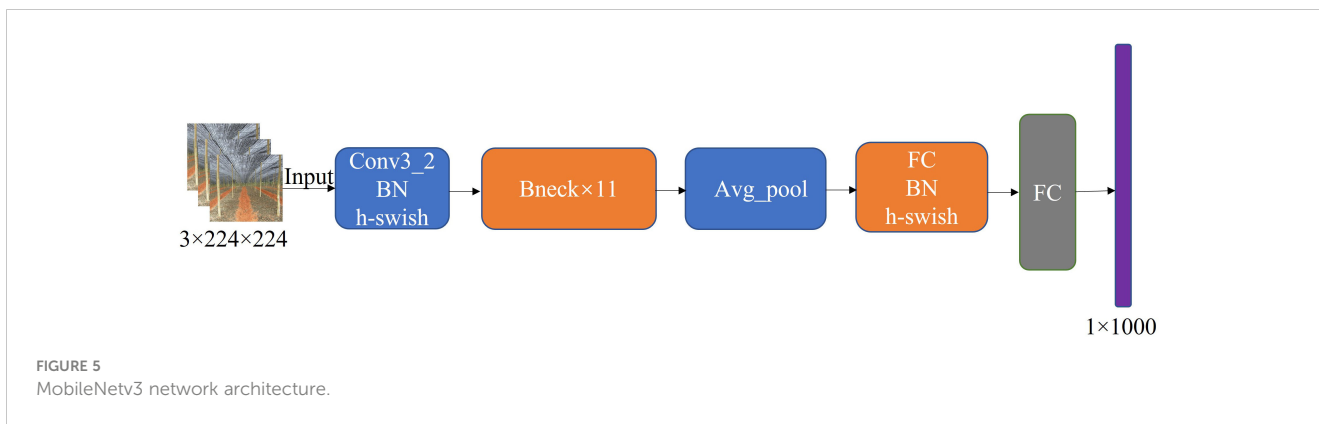 Input
3×224×224
Conv3_2
BN
h-swish
Bneck×11
Avg_pool
FC
BN
h-swish
FC
1×1000
FIGURE 5
MobileNetv3 network architecture.